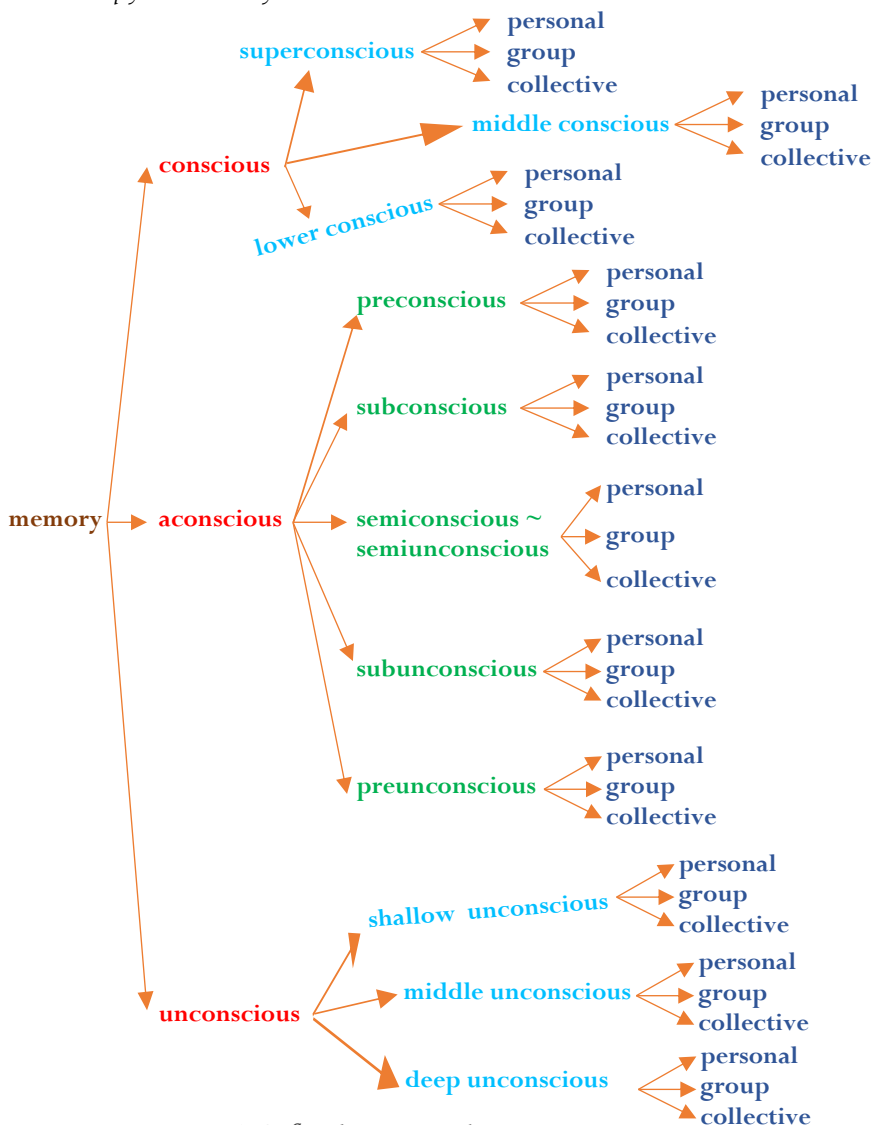 personal
superconscious
group
collective
personal
middle conscious
group
collective
conscious
personal
lower conscious
group
collective
personal
preconscious
group
collective
personal
subconscious
group
collective
personal
memory
aconscious
semiconscious ~
semiunconscious
group
collective
personal
subunconscious
group
collective
personal
preunconscious
group
collective
personal
shallow unconscious
group
collective
personal
middle unconscious
group
collective
unconscious
personal
deep unconscious
group
collective